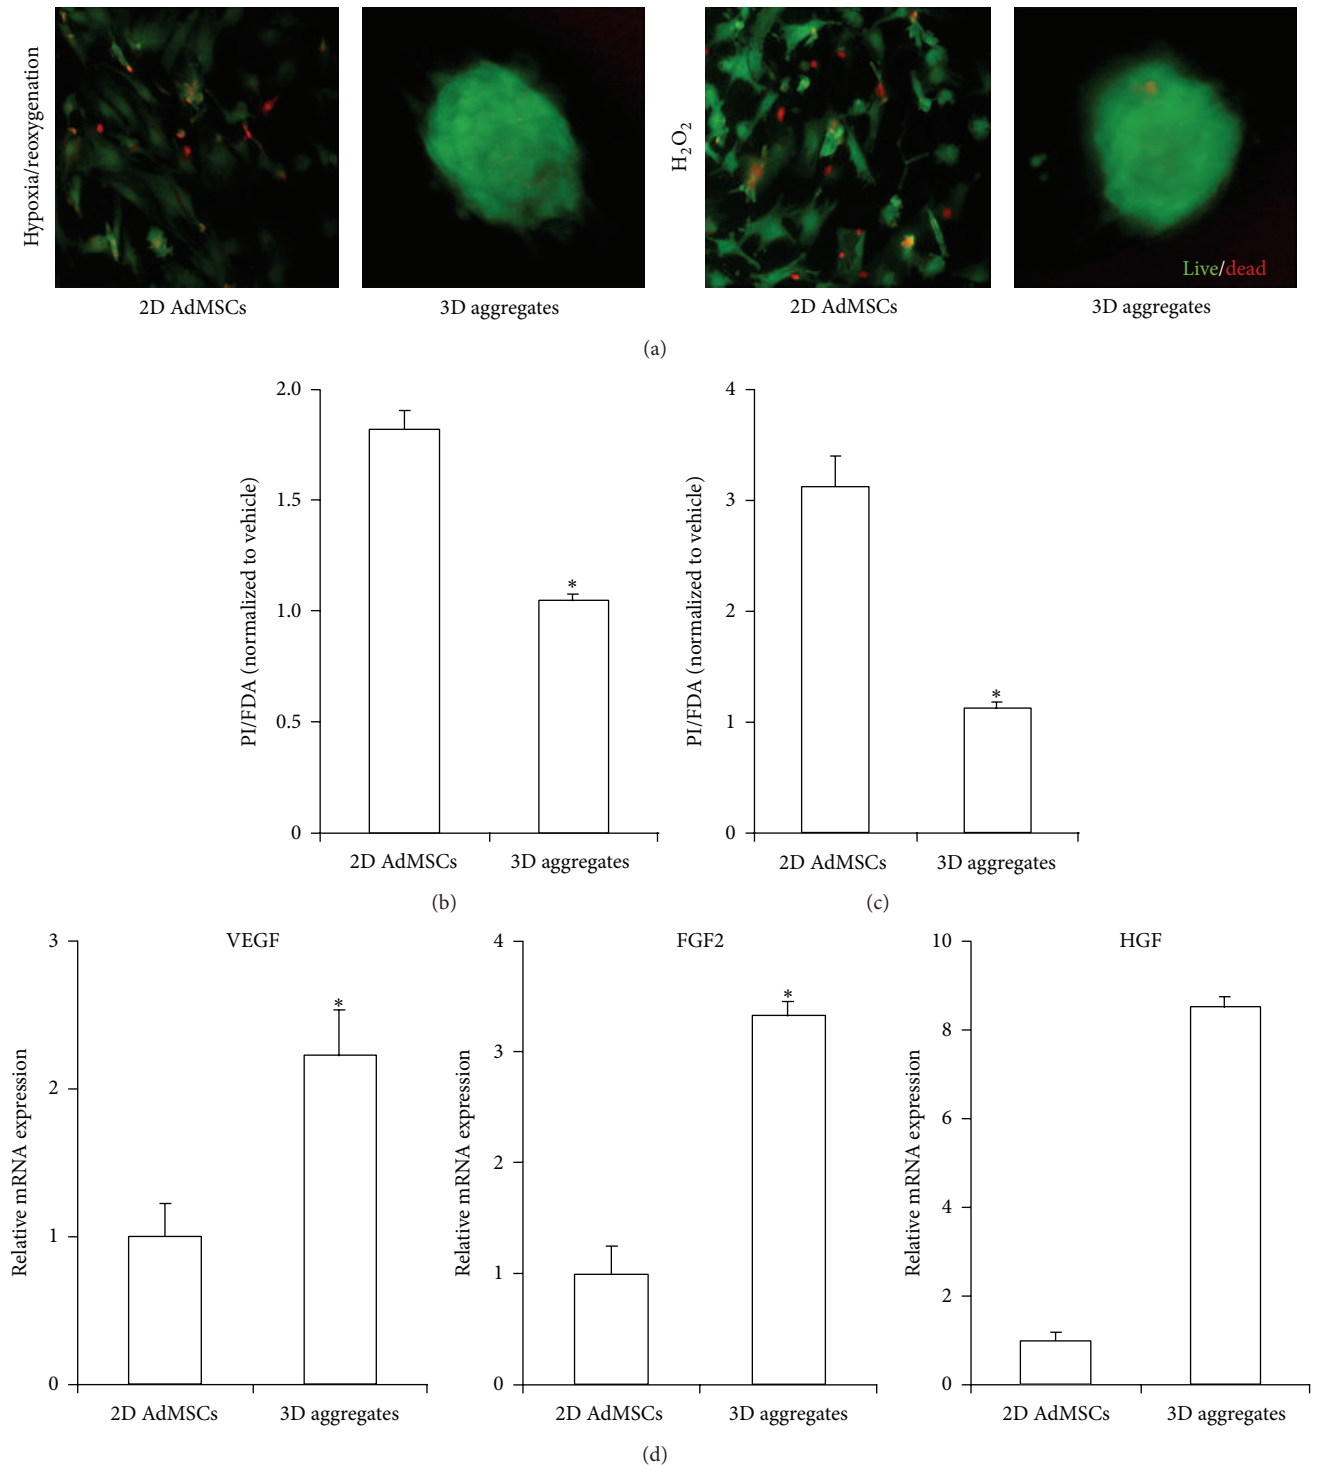 Hypoxia/reoxygenation
H₂O₂
Live/dead
2D AdMSCs
3D aggregates
2D AdMSCs
3D aggregates
(a)
PI/FDA (normalized to vehicle)
2.0
1.5
1.0
0.5
0
*
2D AdMSCs
3D aggregates
(b)
PI/FDA (normalized to vehicle)
4
3
2
1
0
*
2D AdMSCs
3D aggregates
(c)
VEGF
Relative mRNA expression
3
2
1
0
*
2D AdMSCs
3D aggregates
FGF2
Relative mRNA expression
4
3
2
1
0
*
2D AdMSCs
3D aggregates
HGF
Relative mRNA expression
10
8
6
4
2
0
2D AdMSCs
3D aggregates
(d)